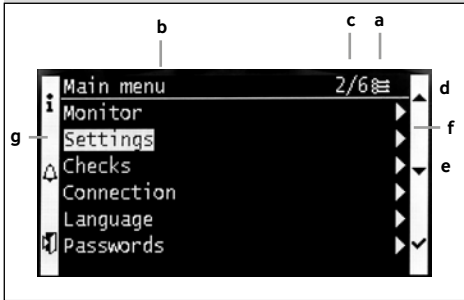 b c a
Main menu 2/6
d
i
Monitor
f
g
Settings
Checks
e
Connection
Language
Passwords